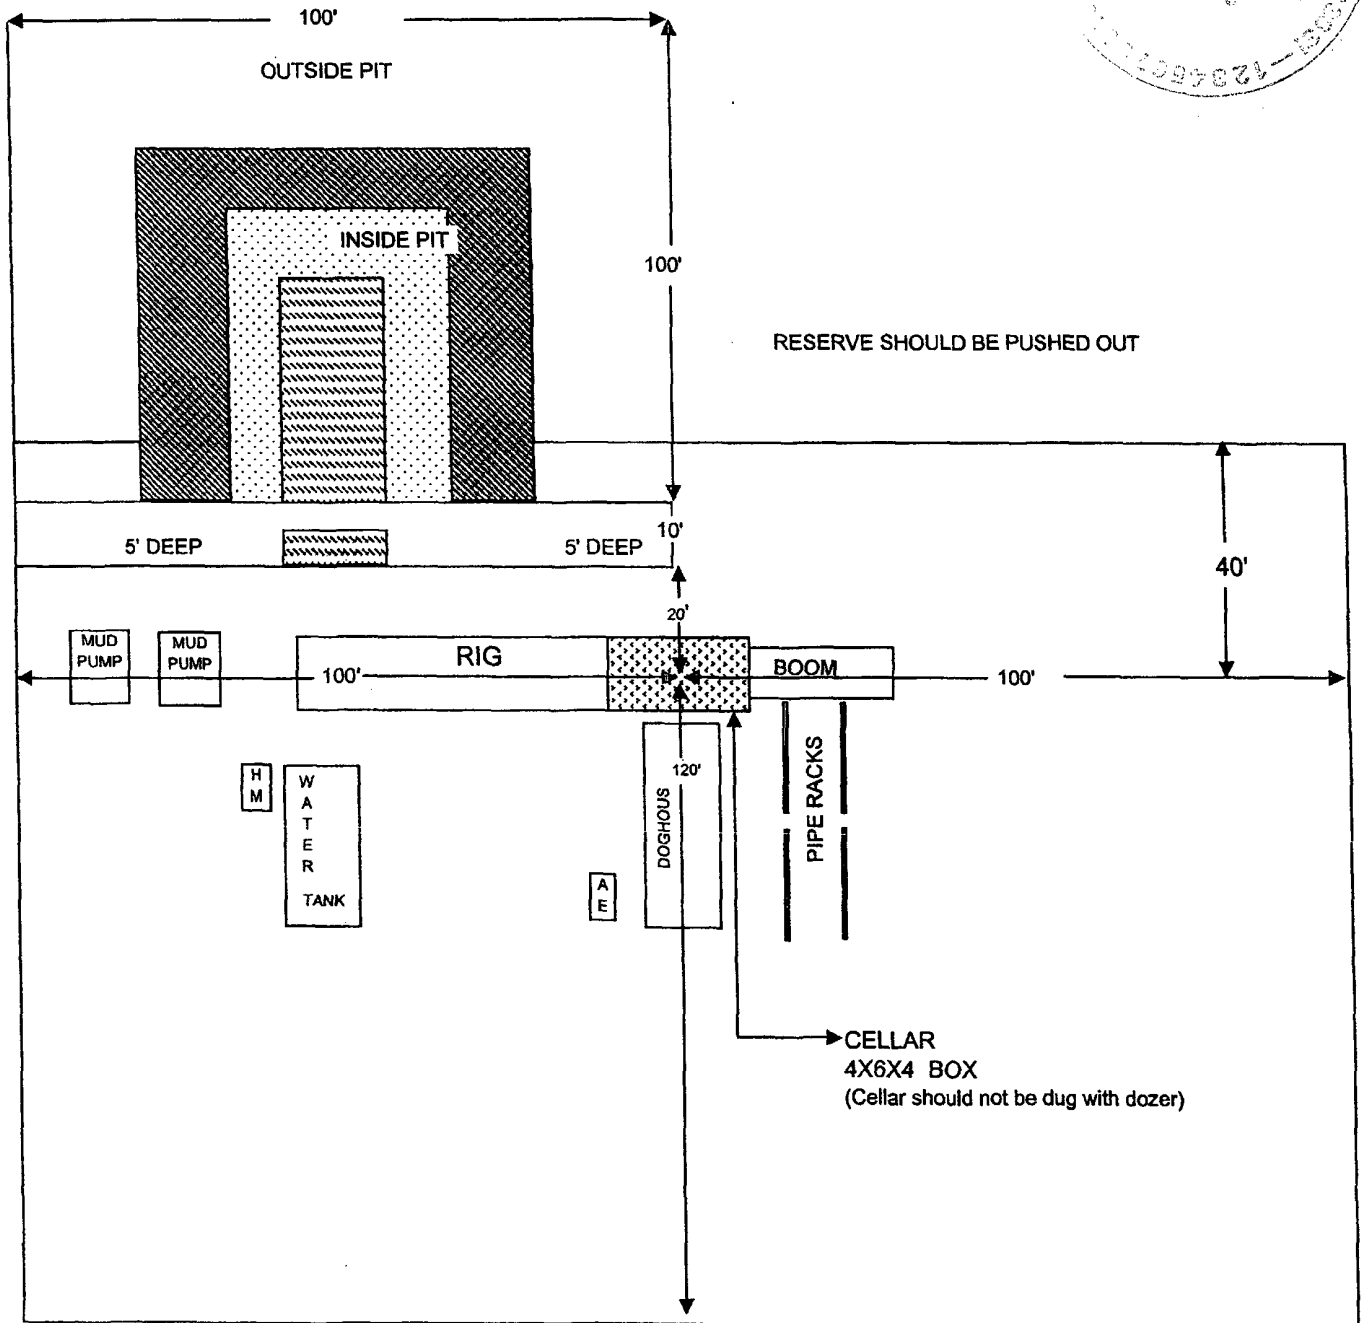 100'
OUTSIDE PIT
INSIDE PIT
100'
RESERVE SHOULD BE PUSHED OUT
5' DEEP
5' DEEP
10'
40'
20'
MUD
PUMP
MUD
PUMP
RIG
BOOM
100'
100'
H
M
W
A
T
E
R
TANK
120'
DOGHOUS
PIPE RACKS
A
E
CELLAR
4X6X4 BOX
(Cellar should not be dug with dozer)